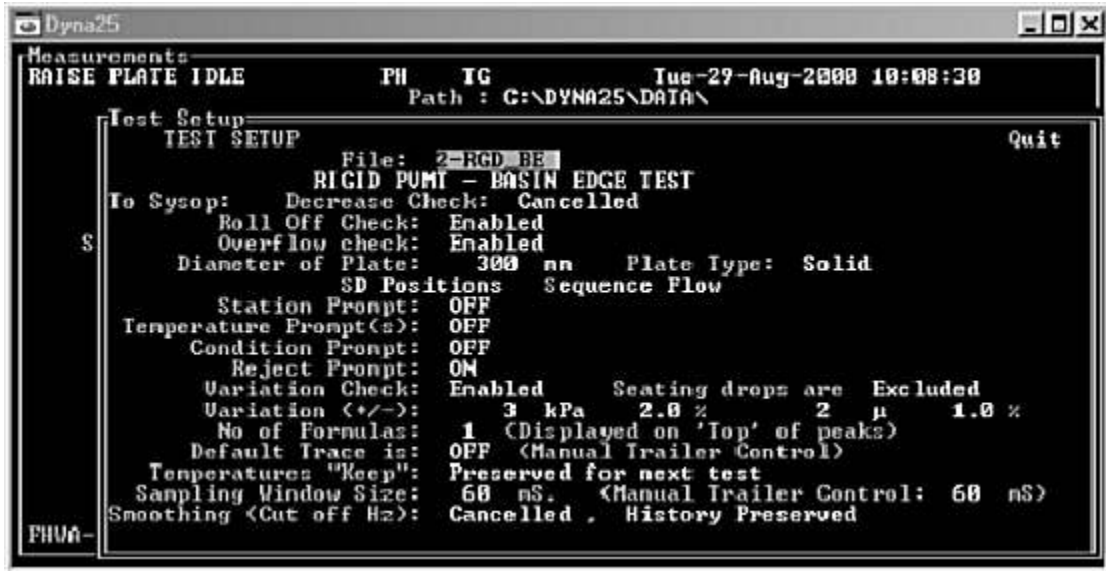 Dyna25
Measurements
RAISE PLATE IDLE PH TG Tue-29-Aug-2000 10:08:30
Path : C:\DYNA25\DATA\
Test Setup
TEST SETUP Quit
File: 2-RGD_BE
RIGID PVMT - BASIN EDGE TEST
To Sysop: Decrease Check: Cancelled
Roll Off Check: Enabled
S Overflow check: Enabled
Diameter of Plate: 300 mm Plate Type: Solid
SD Positions Sequence Flow
Station Prompt: OFF
Temperature Prompt(s): OFF
Condition Prompt: OFF
Reject Prompt: ON
Variation Check: Enabled Seating drops are Excluded
Variation (+/-): 3 kPa 2.0 % 2 µ 1.0 %
No of Formulas: 1 (Displayed on 'Top' of peaks)
Default Trace is: OFF (Manual Trailer Control)
Temperatures "Keep": Preserved for next test
Sampling Window Size: 60 mS. (Manual Trailer Control: 60 mS)
Smoothing (Cut off Hz): Cancelled , History Preserved
FHWA-